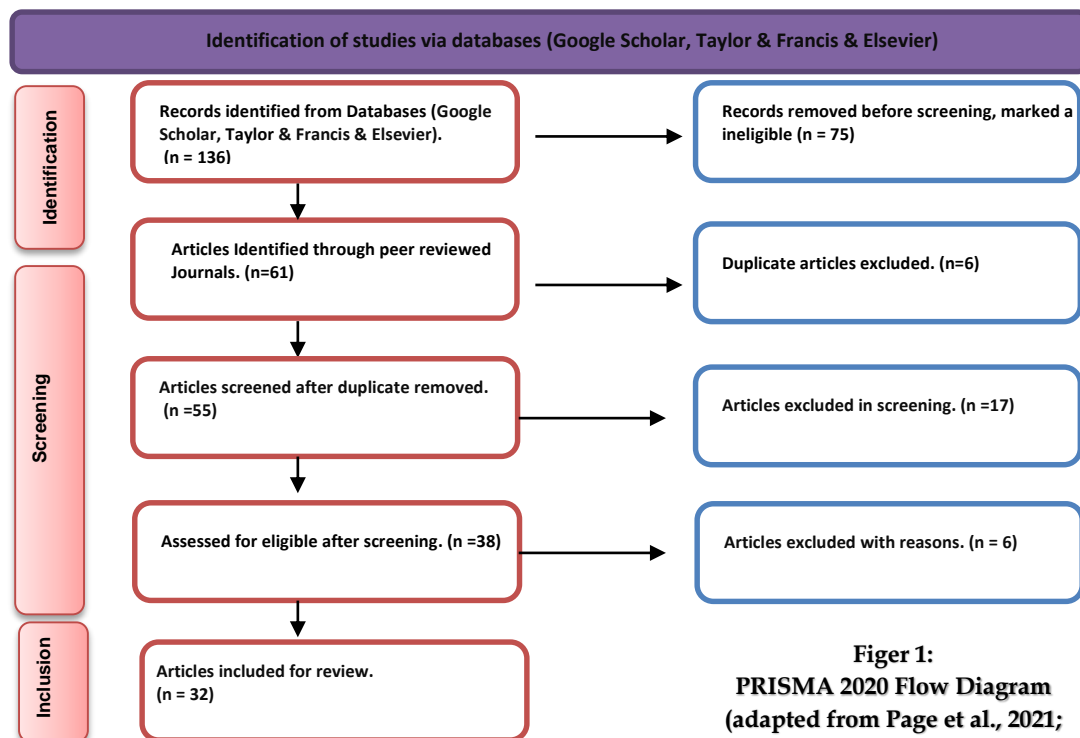 Identification of studies via databases (Google Scholar, Taylor & Francis & Elsevier)
Identification
Records identified from Databases (Google
Scholar, Taylor & Francis & Elsevier).
(n = 136)
Records removed before screening, marked a
ineligible (n = 75)
Articles Identified through peer reviewed
Journals. (n=61)
Duplicate articles excluded. (n=6)
Screening
Articles screened after duplicate removed.
(n =55)
Articles excluded in screening. (n =17)
Assessed for eligible after screening. (n =38)
Articles excluded with reasons. (n = 6)
Inclusion
Articles included for review.
(n = 32)
Figer 1:
PRISMA 2020 Flow Diagram
(adapted from Page et al., 2021;